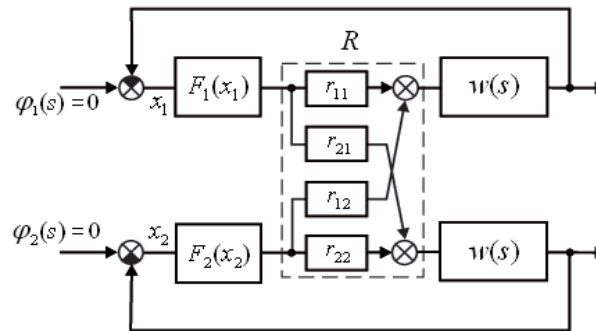 R
φ₁(s)=0
x₁
F₁(x₁)
r₁₁
w(s)
r₂₁
r₁₂
φ₂(s)=0
x₂
F₂(x₂)
r₂₂
w(s)